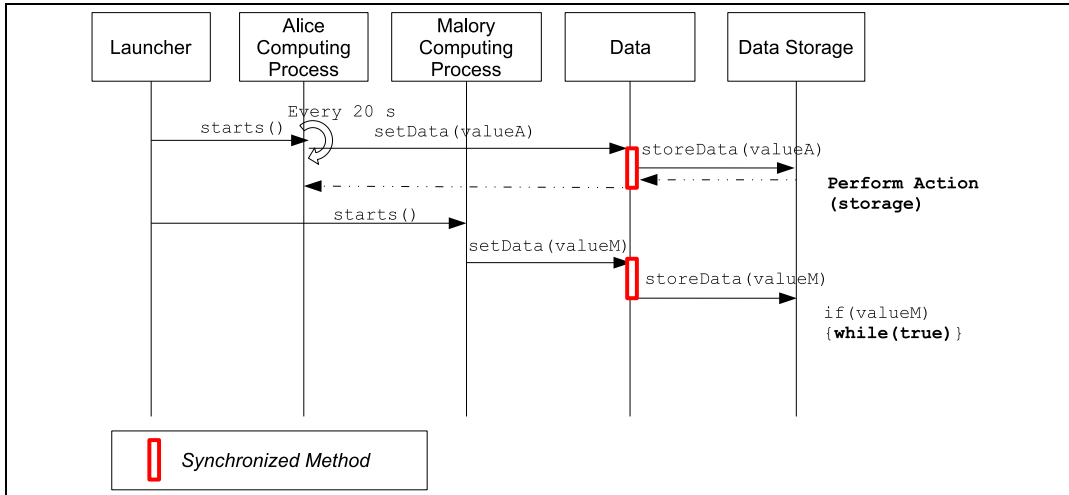 Launcher
Alice
Computing
Process
Malory
Computing
Process
Data
Data Storage
Every 20 s
starts()
setData(valueA)
storeData(valueA)
Perform Action
(storage)
starts()
setData(valueM)
storeData(valueM)
if(valueM)
{while(true)}
Synchronized Method